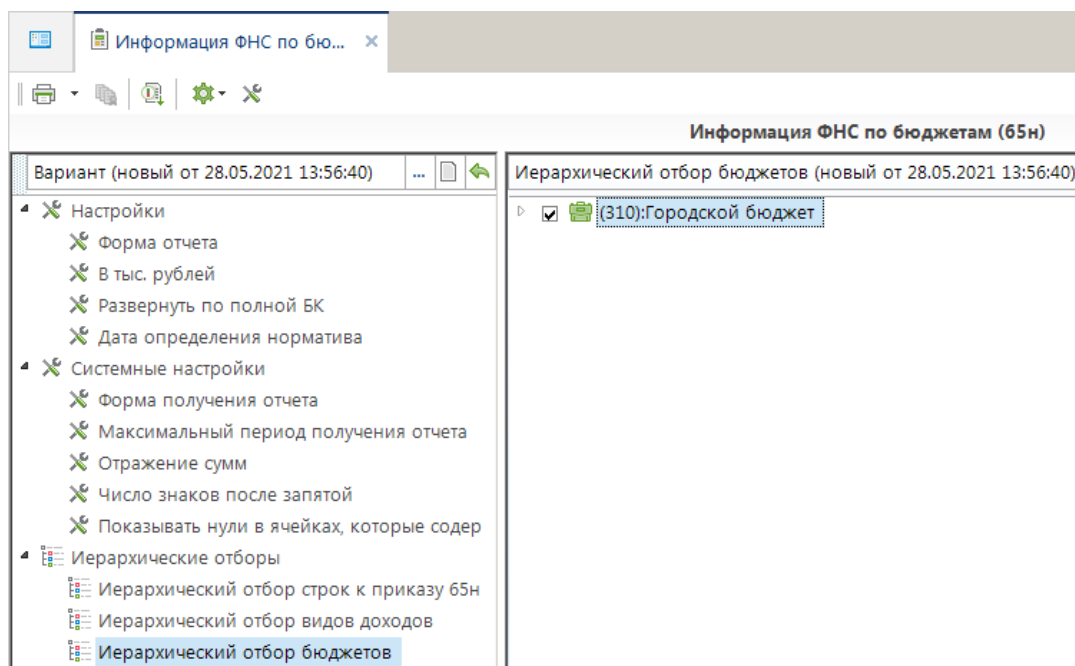 Информация ФНС по бю...
Информация ФНС по бюджетам (65н)
Вариант (новый от 28.05.2021 13:56:40) ...
Настройки
Форма отчета
В тыс. рублей
Развернуть по полной БК
Дата определения норматива
Системные настройки
Форма получения отчета
Максимальный период получения отчета
Отражение сумм
Число знаков после запятой
Показывать нули в ячейках, которые содер
Иерархические отборы
Иерархический отбор строк к приказу 65н
Иерархический отбор видов доходов
Иерархический отбор бюджетов
Иерархический отбор бюджетов (новый от 28.05.2021 13:56:40)
(310):Городской бюджет